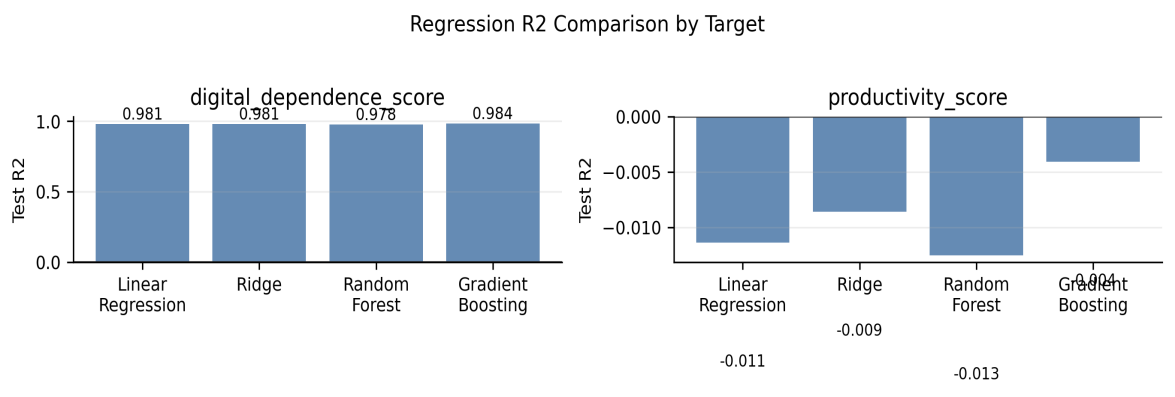 Regression R2 Comparison by Target
digital_dependence_score
0.981
0.981
0.978
0.984
1.0
0.5
0.0
Test R2
Linear
Regression
Ridge
Random
Forest
Gradient
Boosting
productivity_score
0.000
−0.005
−0.010
Test R2
Linear
Regression
Ridge
Random
Forest
Gradient
Boosting
-0.004
-0.009
-0.011
-0.013